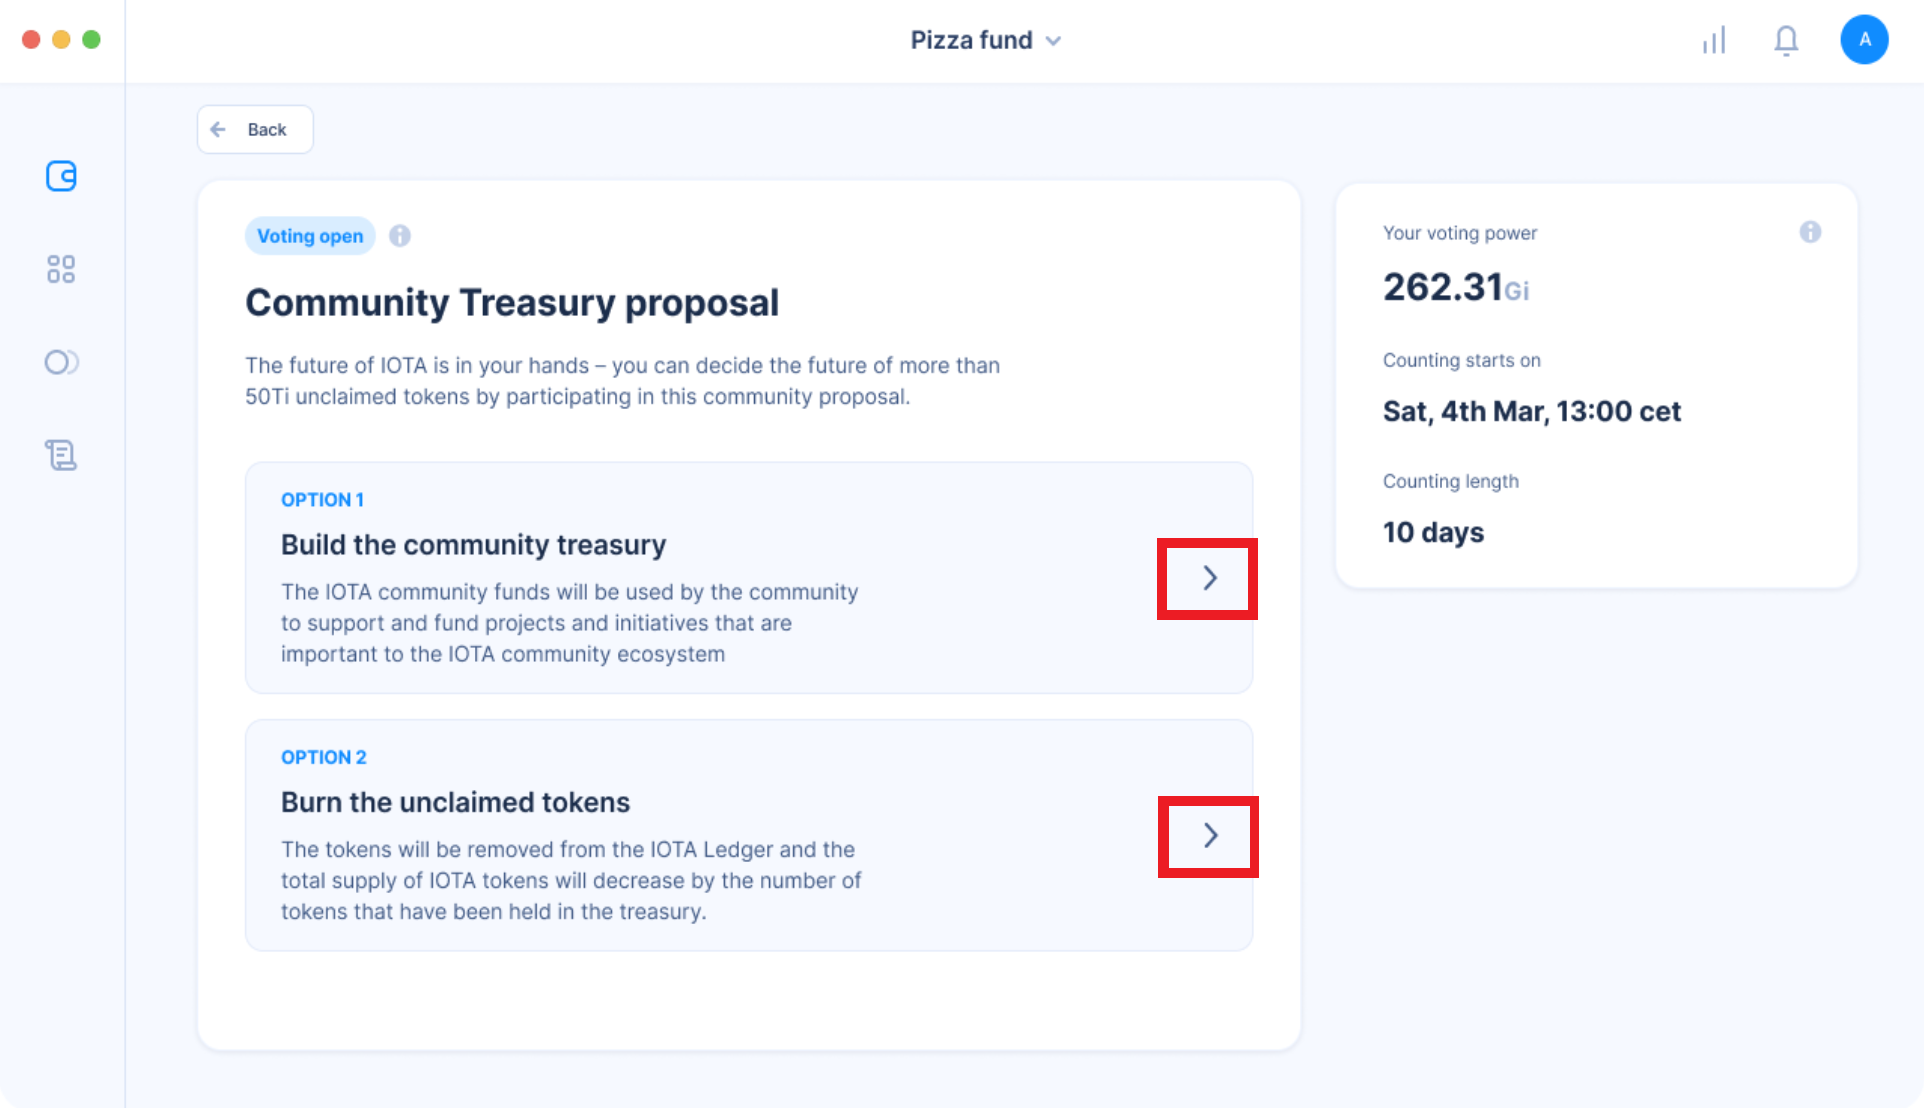 Pizza fund
A
Back
Voting open
Community Treasury proposal
The future of IOTA is in your hands – you can decide the future of more than
50Ti unclaimed tokens by participating in this community proposal.
OPTION 1
Build the community treasury
The IOTA community funds will be used by the community
to support and fund projects and initiatives that are
important to the IOTA community ecosystem
OPTION 2
Burn the unclaimed tokens
The tokens will be removed from the IOTA Ledger and the
total supply of IOTA tokens will decrease by the number of
tokens that have been held in the treasury.
Your voting power
262.31Gi
Counting starts on
Sat, 4th Mar, 13:00 cet
Counting length
10 days